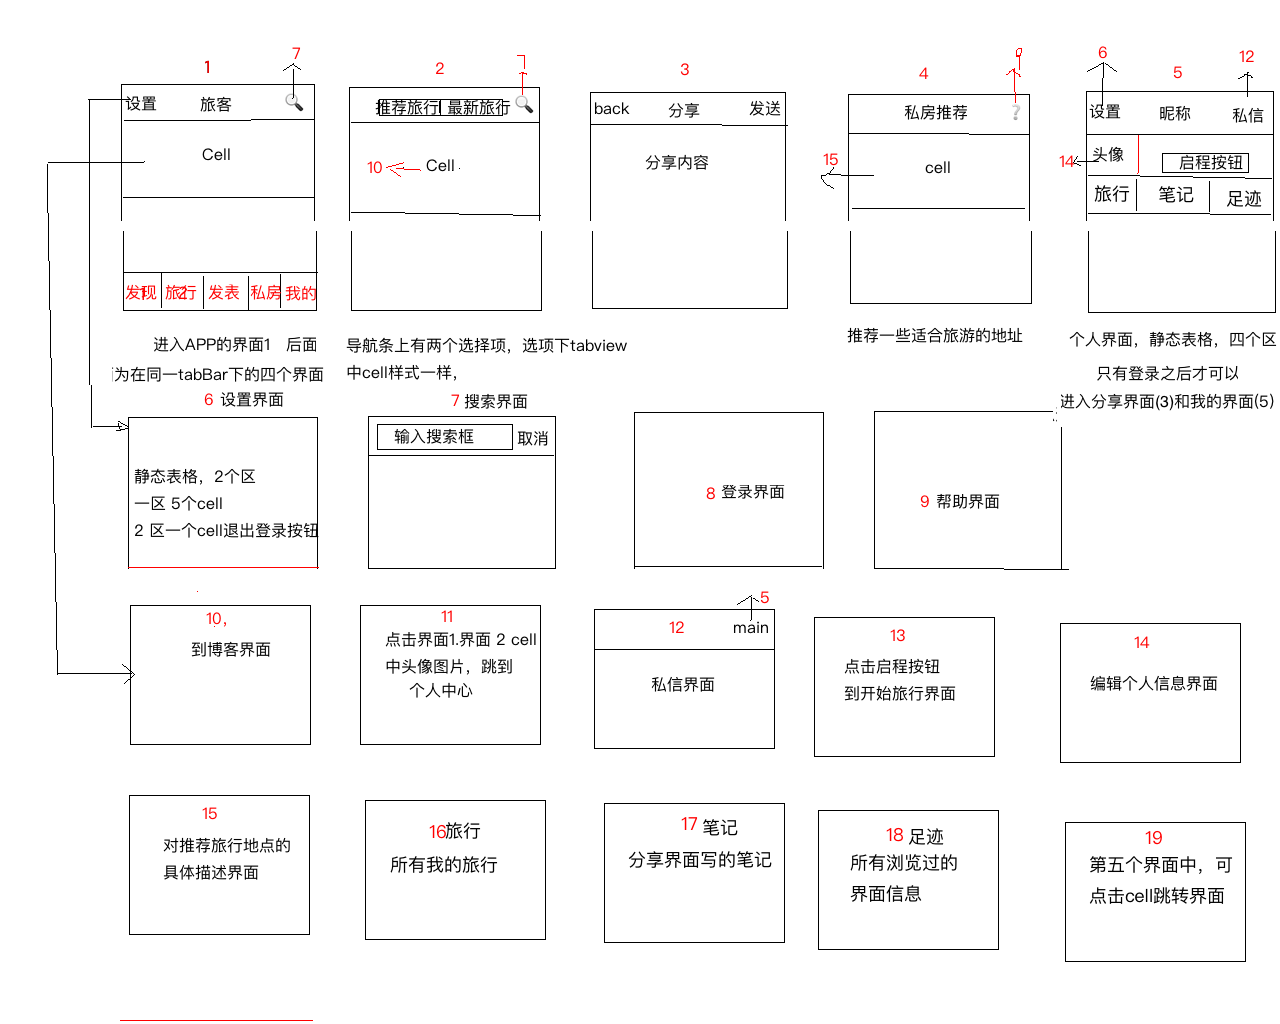 1
7
设置
旅客
Cell
发现
旅行
发表
私房
我的
进入APP的界面1 后面
为在同一tabBar下的四个界面
2
推荐旅行
最新旅行
10
Cell
导航条上有两个选择项，选项下tabview
中cell样式一样，
3
back
分享
发送
分享内容
4
私房推荐
?
15
cell
推荐一些适合旅游的地址
6
5
12
设置
昵称
私信
14
头像
启程按钮
旅行
笔记
足迹
个人界面，静态表格，四个区
只有登录之后才可以
进入分享界面(3)和我的界面(5)
6 设置界面
静态表格，2个区
一区 5个cell
2 区一个cell退出登录按钮
7 搜索界面
输入搜索框
取消
8 登录界面
9 帮助界面
10,
到博客界面
11
点击界面1.界面 2 cell
中头像图片，跳到
个人中心
5
12
main
私信界面
13
点击启程按钮
到开始旅行界面
14
编辑个人信息界面
15
对推荐旅行地点的
具体描述界面
16旅行
所有我的旅行
17 笔记
分享界面写的笔记
18 足迹
所有浏览过的
界面信息
19
第五个界面中，可
点击cell跳转界面